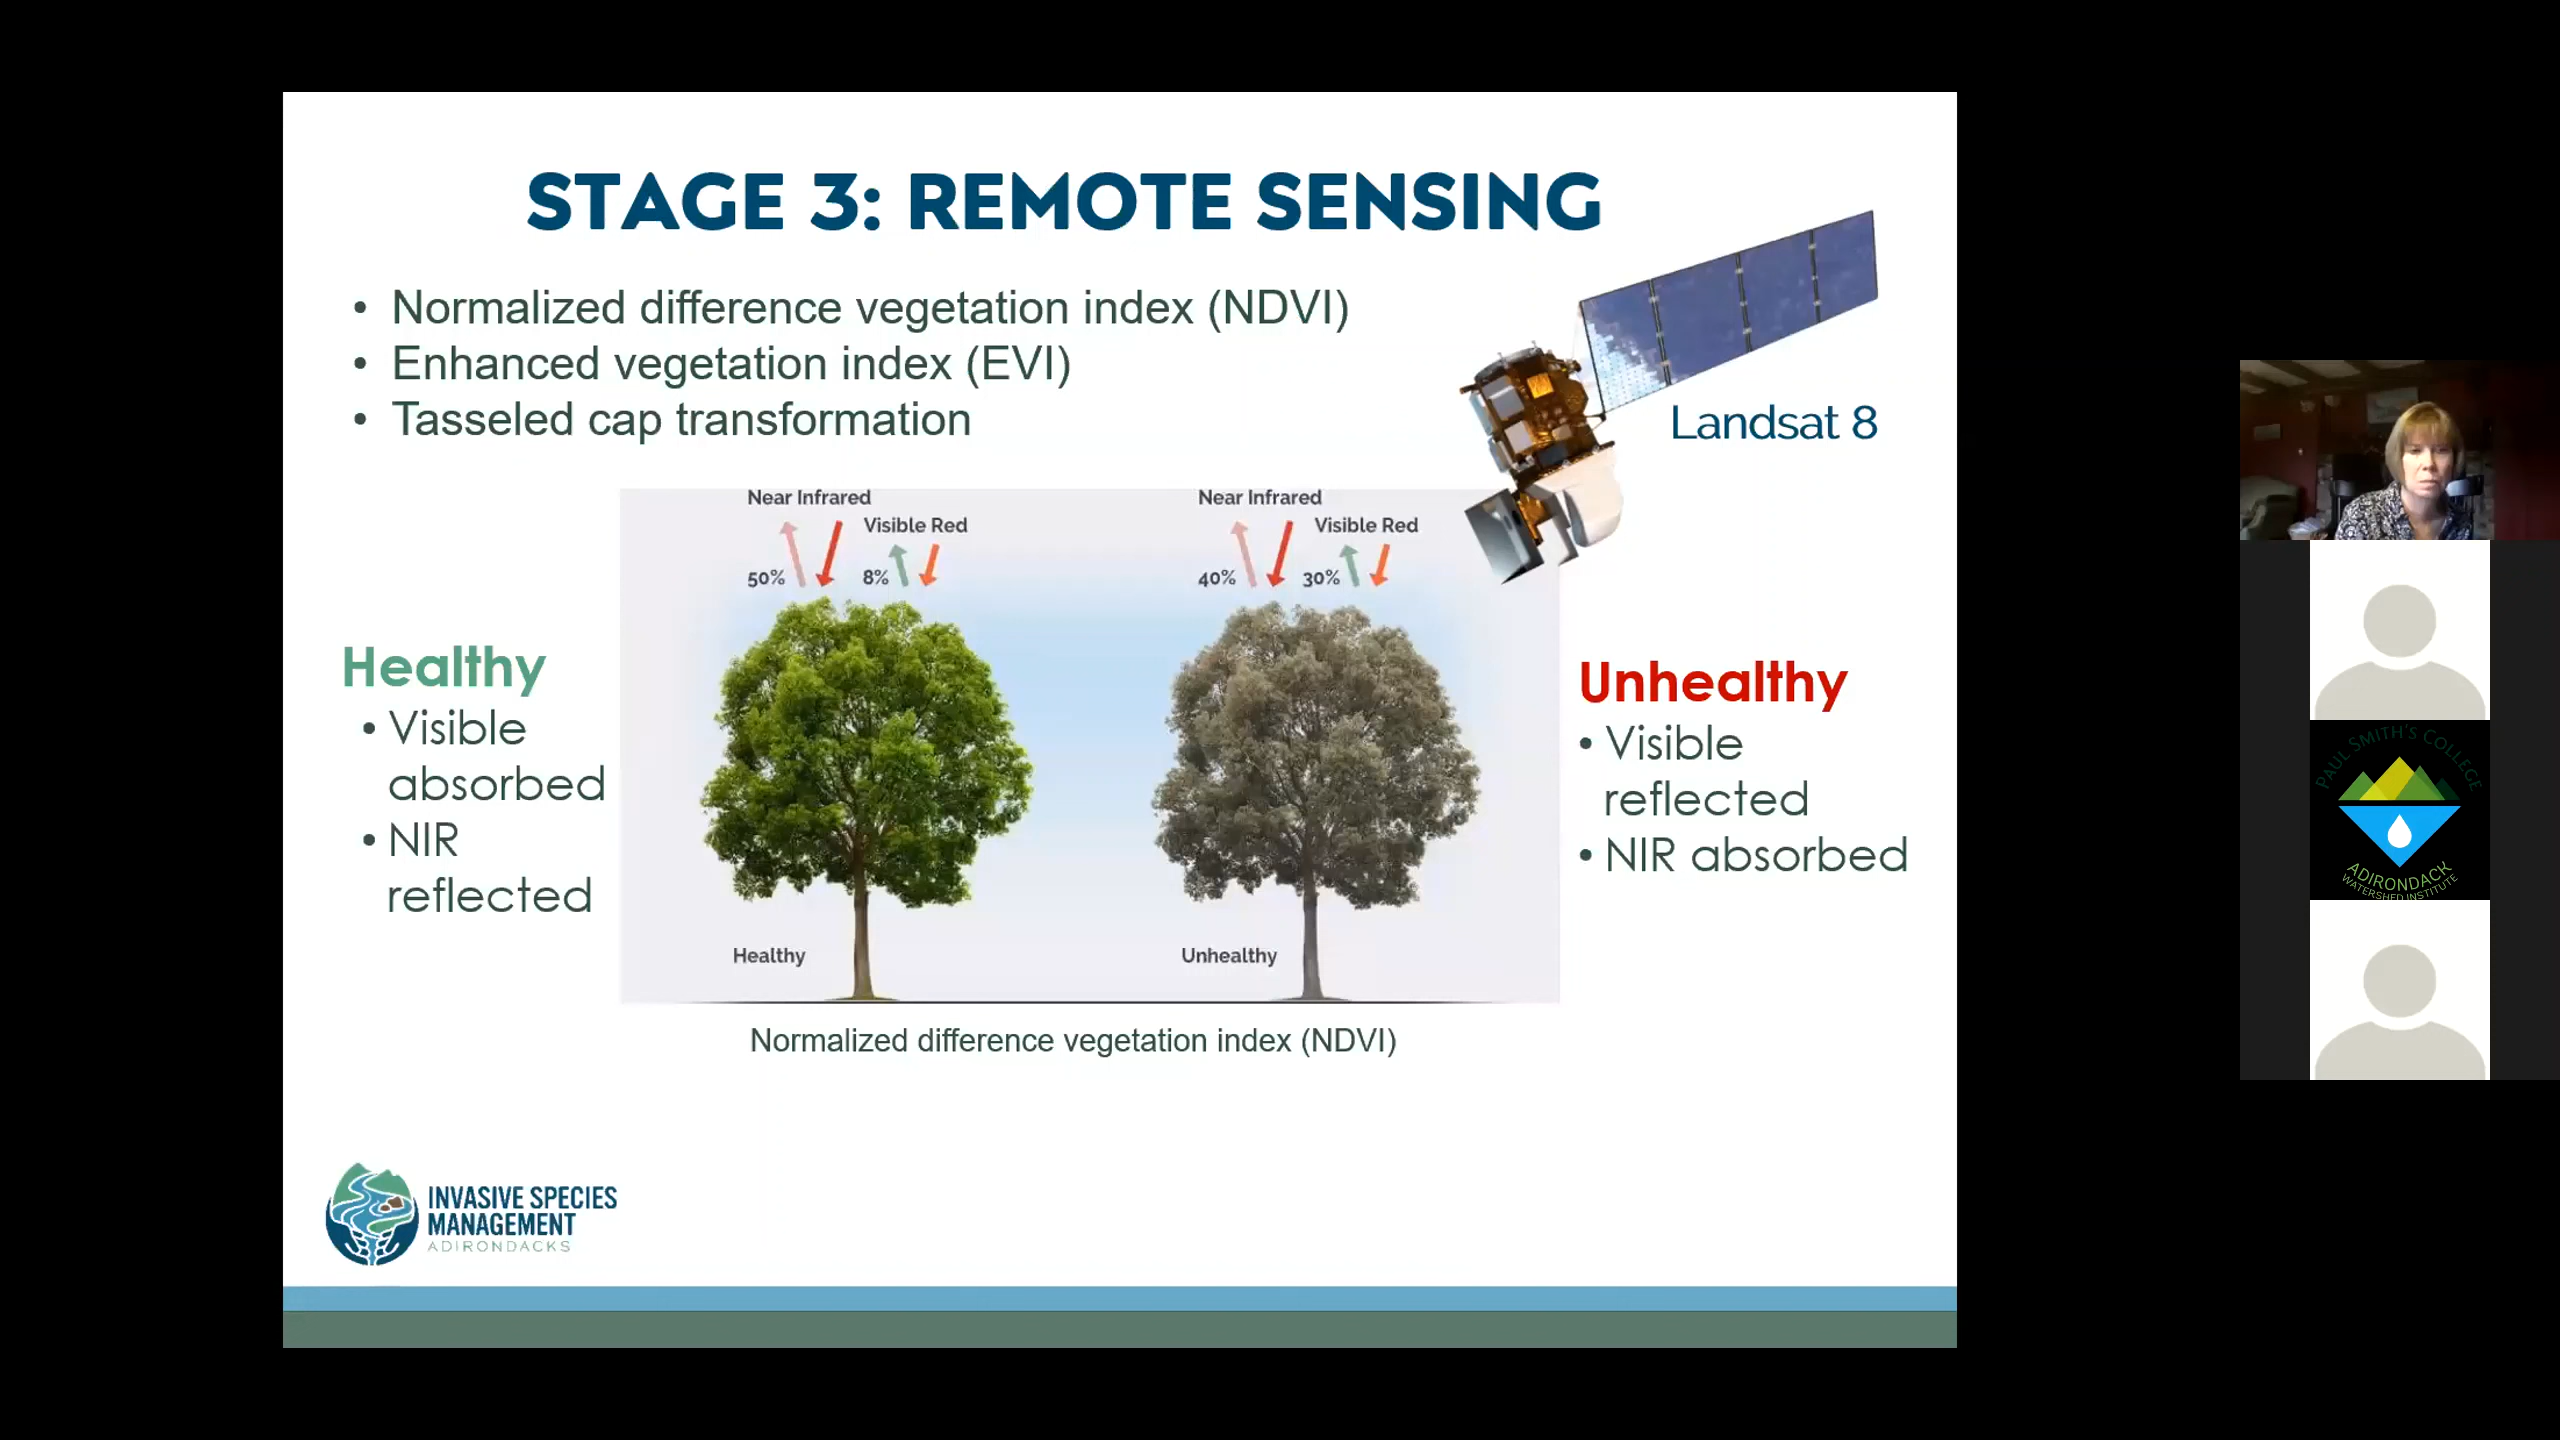 STAGE 3: REMOTE SENSING
• Normalized difference vegetation index (NDVI)
• Enhanced vegetation index (EVI)
• Tasseled cap transformation
Landsat 8
Near Infrared
Visible Red
50%
8%
Near Infrared
Visible Red
40%
30%
Healthy
• Visible
absorbed
• NIR
reflected
Healthy
Unhealthy
Unhealthy
• Visible
reflected
• NIR absorbed
Normalized difference vegetation index (NDVI)
INVASIVE SPECIES
MANAGEMENT
ADIRONDACKS
PAUL SMITH'S COLLEGE
ADIRONDACK
WATERSHED INSTITUTE